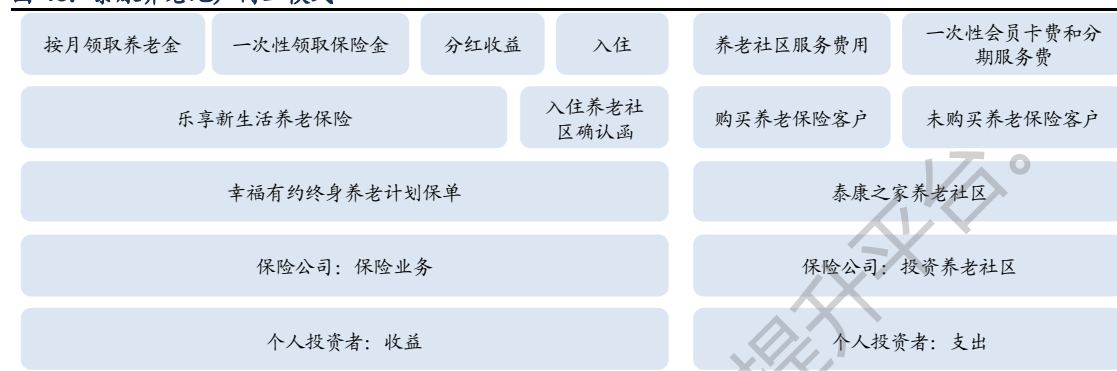 按月领取养老金
一次性领取保险金
分红收益
入住
养老社区服务费用
一次性会员卡费和分
期服务费
乐享新生活养老保险
入住养老社
区确认函
购买养老保险客户
未购买养老保险客户
幸福有约终身养老计划保单
泰康之家养老社区
保险公司：保险业务
保险公司：投资养老社区
个人投资者：收益
个人投资者：支出
提升平台。